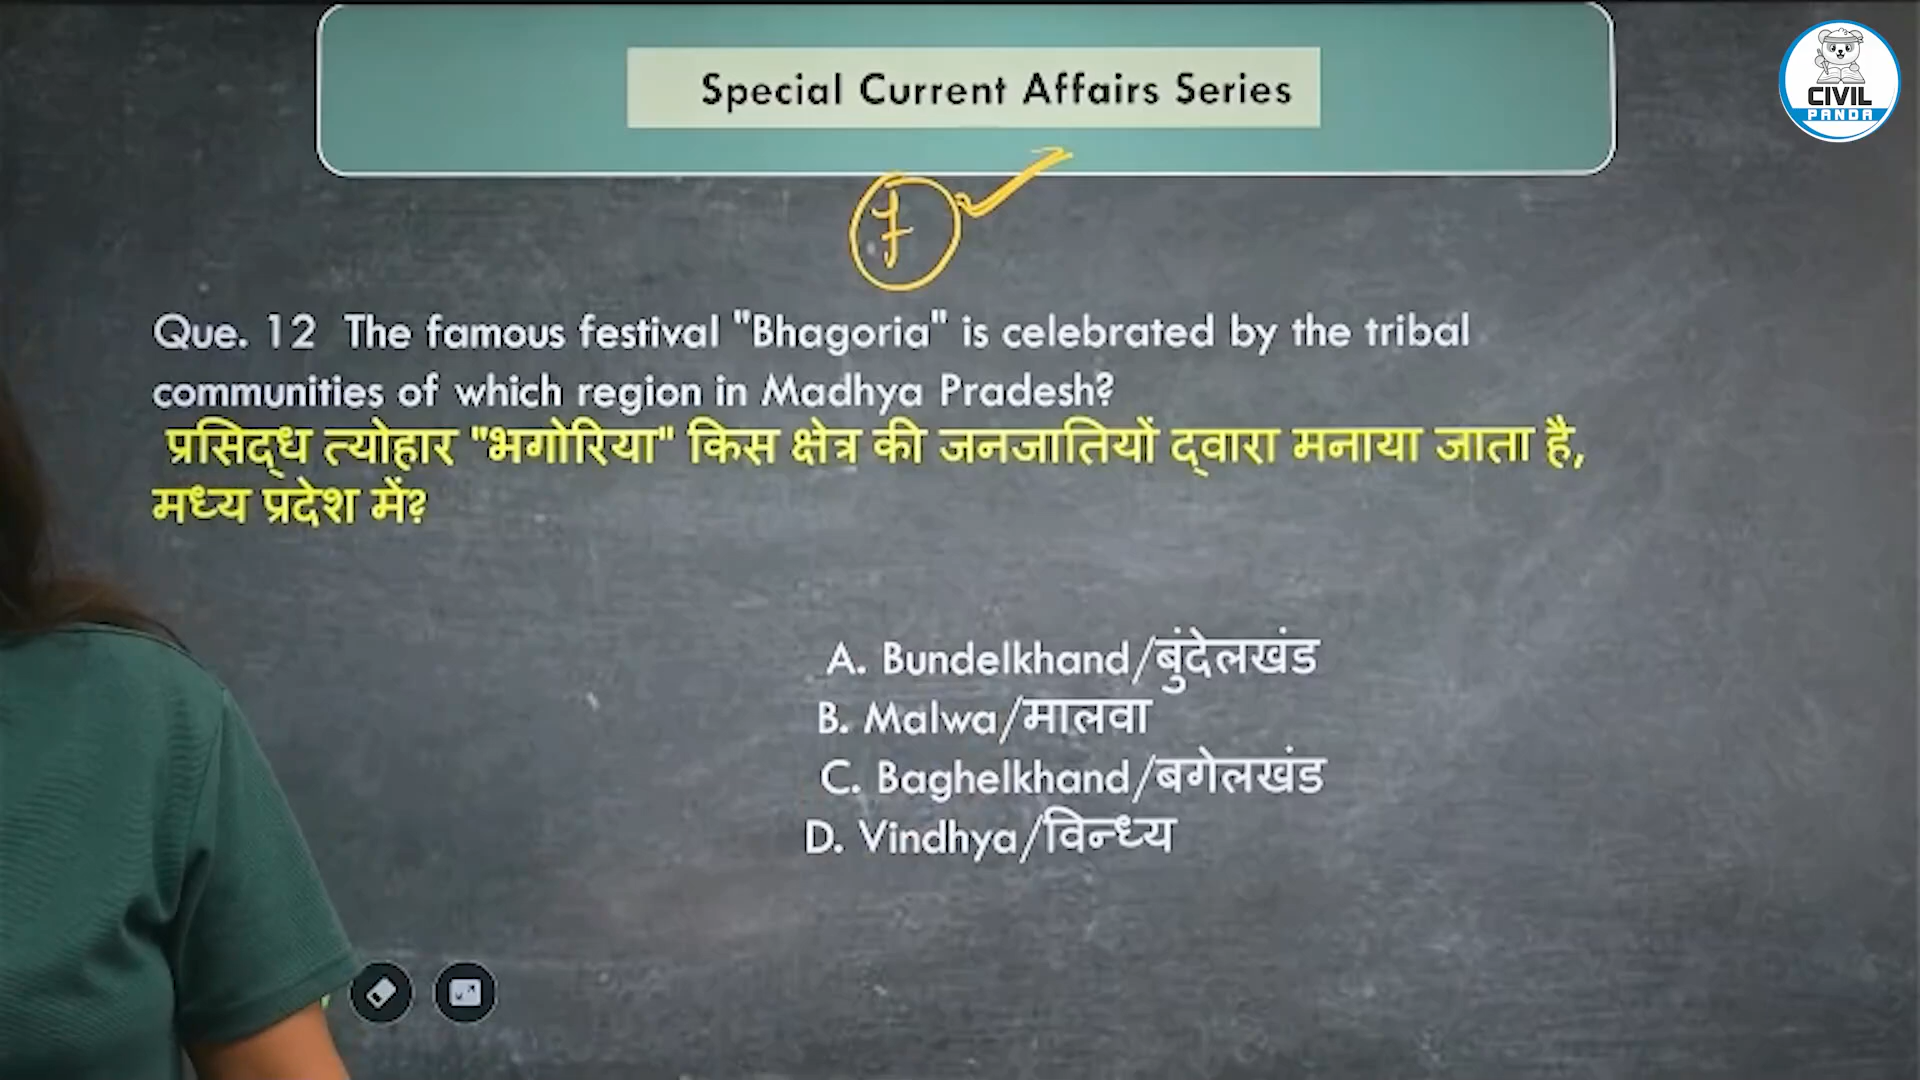 Special Current Affairs Series
CIVIL
PANDA
Que. 12 The famous festival "Bhagoria" is celebrated by the tribal
communities of which region in Madhya Pradesh?
प्रसिद्ध त्योहार "भगोरिया" किस क्षेत्र की जनजातियों द्वारा मनाया जाता है,
मध्य प्रदेश में?
A. Bundelkhand/बुंदेलखंड
B. Malwa/मालवा
C. Baghelkhand/बगेलखंड
D. Vindhya/विन्ध्य